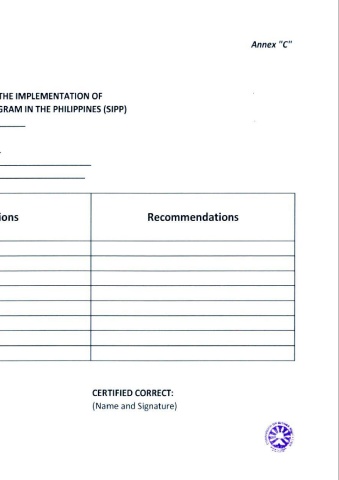 Annex "C"
THE IMPLEMENTATION OF
GRAM IN THE PHILIPPINES (SIPP)
ions
Recommendations
CERTIFIED CORRECT:
(Name and Signature)